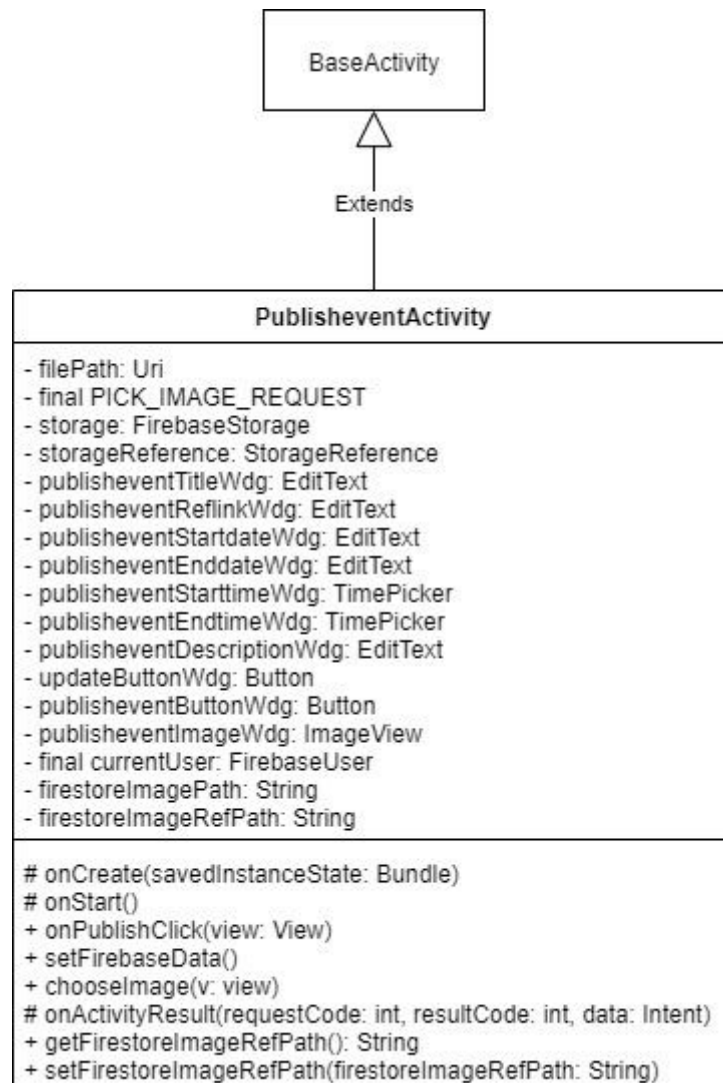 BaseActivity
Extends
PublisheventActivity
- filePath: Uri
- final PICK_IMAGE_REQUEST
- storage: FirebaseStorage
- storageReference: StorageReference
- publisheventTitleWdg: EditText
- publisheventReflinkWdg: EditText
- publisheventStartdateWdg: EditText
- publisheventEnddateWdg: EditText
- publisheventStarttimeWdg: TimePicker
- publisheventEndtimeWdg: TimePicker
- publisheventDescriptionWdg: EditText
- updateButtonWdg: Button
- publisheventButtonWdg: Button
- publisheventImageWdg: ImageView
- final currentUser: FirebaseUser
- firestoreImagePath: String
- firestoreImageRefPath: String
# onCreate(savedInstanceState: Bundle)
# onStart()
+ onPublishClick(view: View)
+ setFirebaseData()
+ chooseImage(v: view)
# onActivityResult(requestCode: int, resultCode: int, data: Intent)
+ getFirestoreImageRefPath(): String
+ setFirestoreImageRefPath(firestoreImageRefPath: String)